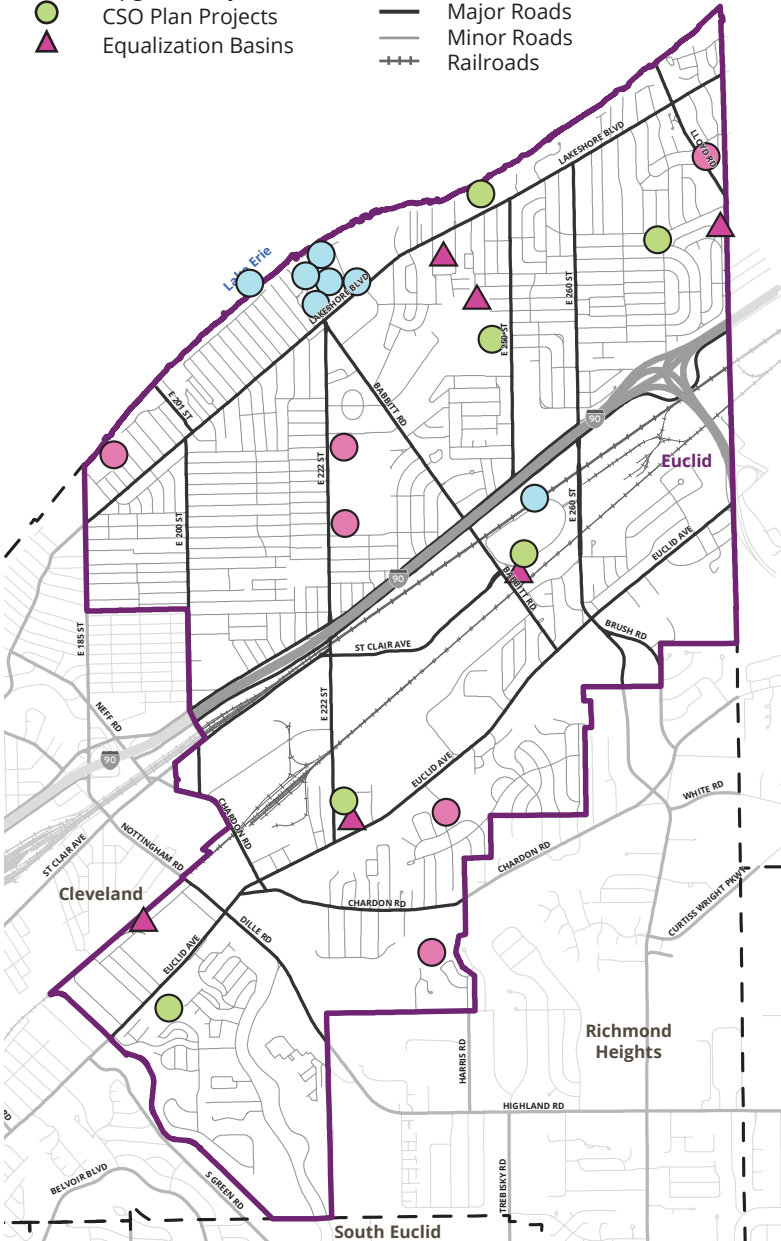 CSO Plan Projects
Equalization Basins
Major Roads
Minor Roads
Railroads
LAKESHORE BLVD
LLOYD RD
Lake Erie
LAKESHORE BLVD
E 260 ST
E 250 ST
E 201 ST
BABBITT RD
90
Euclid
E 222 ST
E 200 ST
E 260 ST
EUCLID AVE
90
BABBITT RD
E 185 ST
ST CLAIR AVE
BRUSH RD
NEFF RD
E 222 ST
90
EUCLID AVE
WHITE RD
CHARDON RD
NOTTINGHAM RD
ST CLAIR AVE
CHARDON RD
Cleveland
CHARDON RD
CURTISS WRIGHT PKWY
DILLE RD
EUCLID AVE
Richmond
Heights
HARRIS RD
HIGHLAND RD
RD
BELVOIR BLVD
S GREEN RD
TREBISKY RD
South Euclid